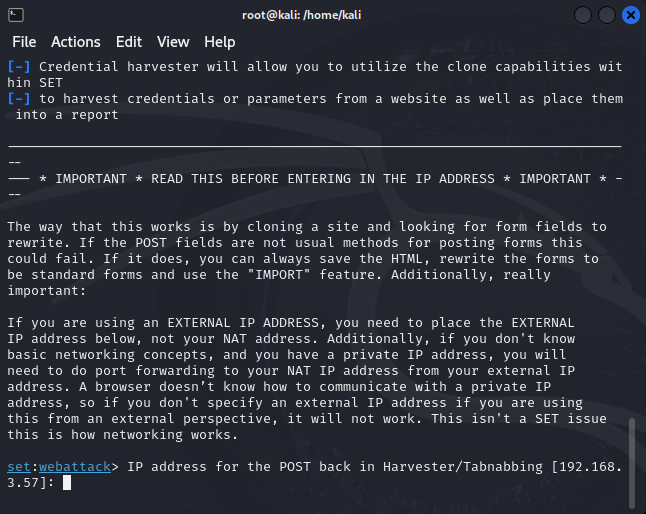 root@kali: /home/kali
File Actions Edit View Help
[-] Credential harvester will allow you to utilize the clone capabilities wit
hin SET
[-] to harvest credentials or parameters from a website as well as place them
 into a report
-------------------------------------------------------------------------------
--
--- * IMPORTANT * READ THIS BEFORE ENTERING IN THE IP ADDRESS * IMPORTANT * -
--
The way that this works is by cloning a site and looking for form fields to
rewrite. If the POST fields are not usual methods for posting forms this
could fail. If it does, you can always save the HTML, rewrite the forms to
be standard forms and use the "IMPORT" feature. Additionally, really
important:
If you are using an EXTERNAL IP ADDRESS, you need to place the EXTERNAL
IP address below, not your NAT address. Additionally, if you don't know
basic networking concepts, and you have a private IP address, you will
need to do port forwarding to your NAT IP address from your external IP
address. A browser doesn’t know how to communicate with a private IP
address, so if you don't specify an external IP address if you are using
this from an external perspective, it will not work. This isn't a SET issue
this is how networking works.
set:webattack> IP address for the POST back in Harvester/Tabnabbing [192.168.
3.57]: